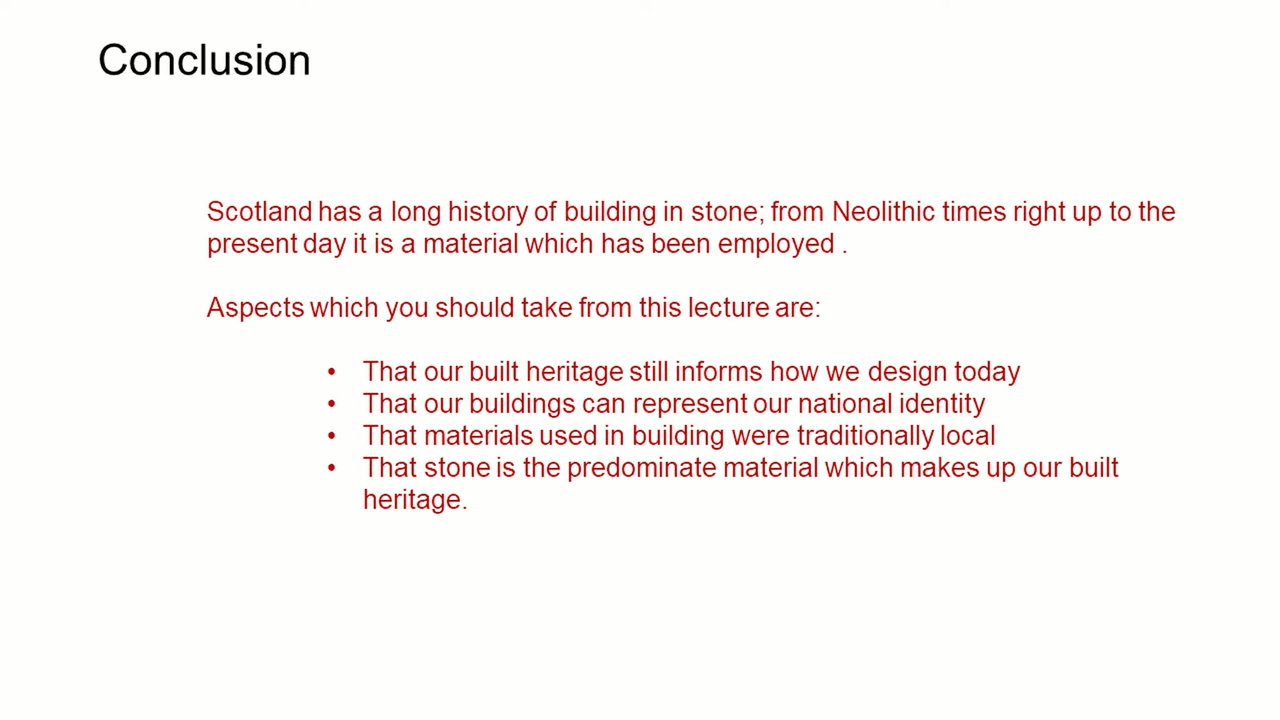 Conclusion
Scotland has a long history of building in stone; from Neolithic times right up to the
present day it is a material which has been employed .
Aspects which you should take from this lecture are:
• That our built heritage still informs how we design today
• That our buildings can represent our national identity
• That materials used in building were traditionally local
• That stone is the predominate material which makes up our built
heritage.